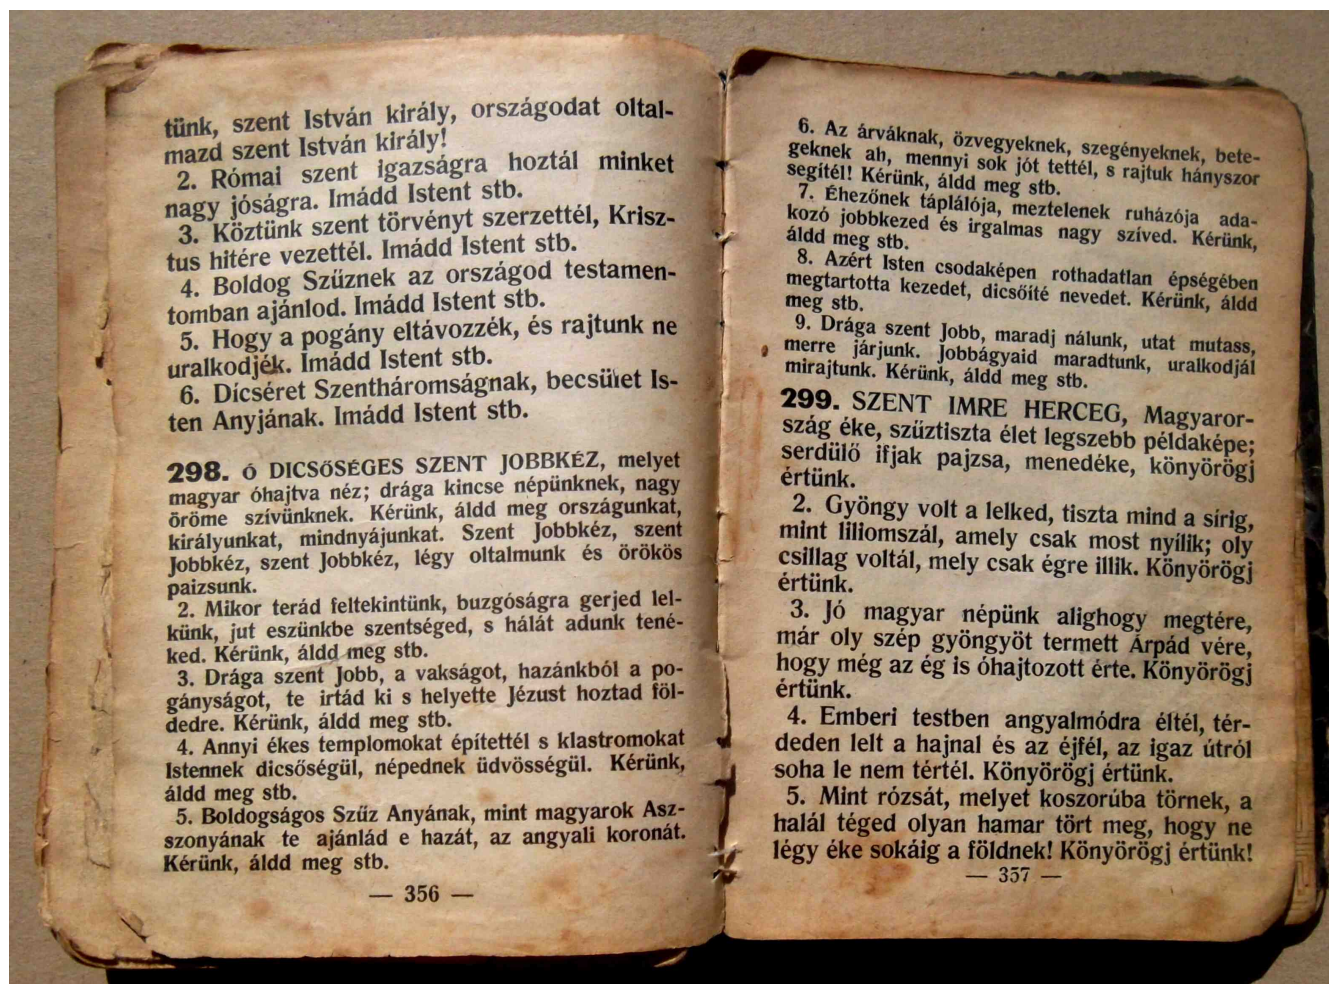 tünk, szent István király, országodat oltal-
mazd szent István király!
2. Római szent igazságra hoztál minket
nagy jóságra. Imádd Istent stb.
3. Köztünk szent törvényt szerzettél, Krisz-
tus hitére vezettél. Imádd Istent stb.
4. Boldog Szűznek az országod testamen-
tomban ajánlod. Imádd Istent stb.
5. Hogy a pogány eltávozzék, és rajtunk ne
uralkodjék. Imádd Istent stb.
6. Dícséret Szentháromságnak, becsület Is-
ten Anyjának. Imádd Istent stb.
298. Ó DICSŐSÉGES SZENT JOBBKÉZ, melyet
magyar óhajtva néz; drága kincse népünknek, nagy
öröme szívünknek. Kérünk, áldd meg országunkat,
királyunkat, mindnyájunkat. Szent Jobbkéz, szent
Jobbkéz, szent Jobbkéz, légy oltalmunk és örökös
paizsunk.
2. Mikor terád feltekintünk, buzgóságra gerjed lel-
künk, jut eszünkbe szentséged, s hálát adunk tené-
ked. Kérünk, áldd meg stb.
3. Drága szent Jobb, a vakságot, hazánkból a po-
gányságot, te irtád ki s helyette Jézust hoztad föl-
dedre. Kérünk, áldd meg stb.
4. Annyi ékes templomokat építettél s klastromokat
Istennek dicsőségül, népednek üdvösségül. Kérünk,
áldd meg stb.
5. Boldogságos Szűz Anyának, mint magyarok Asz-
szonyának te ajánlád e hazát, az angyali koronát.
Kérünk, áldd meg stb.
— 356 —
6. Az árváknak, özvegyeknek, szegényeknek, bete-
geknek ah, mennyi sok jót tettél, s rajtuk hányszor
segítél! Kérünk, áldd meg stb.
7. Éhezőnek táplálója, meztelenek ruházója ada-
kozó jobbkezed és irgalmas nagy szíved. Kérünk,
áldd meg stb.
8. Azért Isten csodaképen rothadatlan épségében
megtartotta kezedet, dicsőíté nevedet. Kérünk, áldd
meg stb.
9. Drága szent Jobb, maradj nálunk, utat mutass,
merre járjunk. Jobbágyaid maradtunk, uralkodjál
mirajtunk. Kérünk, áldd meg stb.
299. SZENT IMRE HERCEG, Magyaror-
szág éke, szűztiszta élet legszebb példaképe;
serdülő ifjak pajzsa, menedéke, könyörögj
értünk.
2. Gyöngy volt a lelked, tiszta mind a sírig,
mint liliomszál, amely csak most nyílik; oly
csillag voltál, mely csak égre illik. Könyörögj
értünk.
3. Jó magyar népünk alighogy megtére,
már oly szép gyöngyöt termett Árpád vére,
hogy még az ég is óhajtozott érte. Könyörögj
értünk.
4. Emberi testben angyalmódra éltél, tér-
deden lelt a hajnal és az éjfél, az igaz útról
soha le nem tértél. Könyörögj értünk.
5. Mint rózsát, melyet koszorúba törnek, a
halál téged olyan hamar tört meg, hogy ne
légy éke sokáig a földnek! Könyörögj értünk!
— 357 —